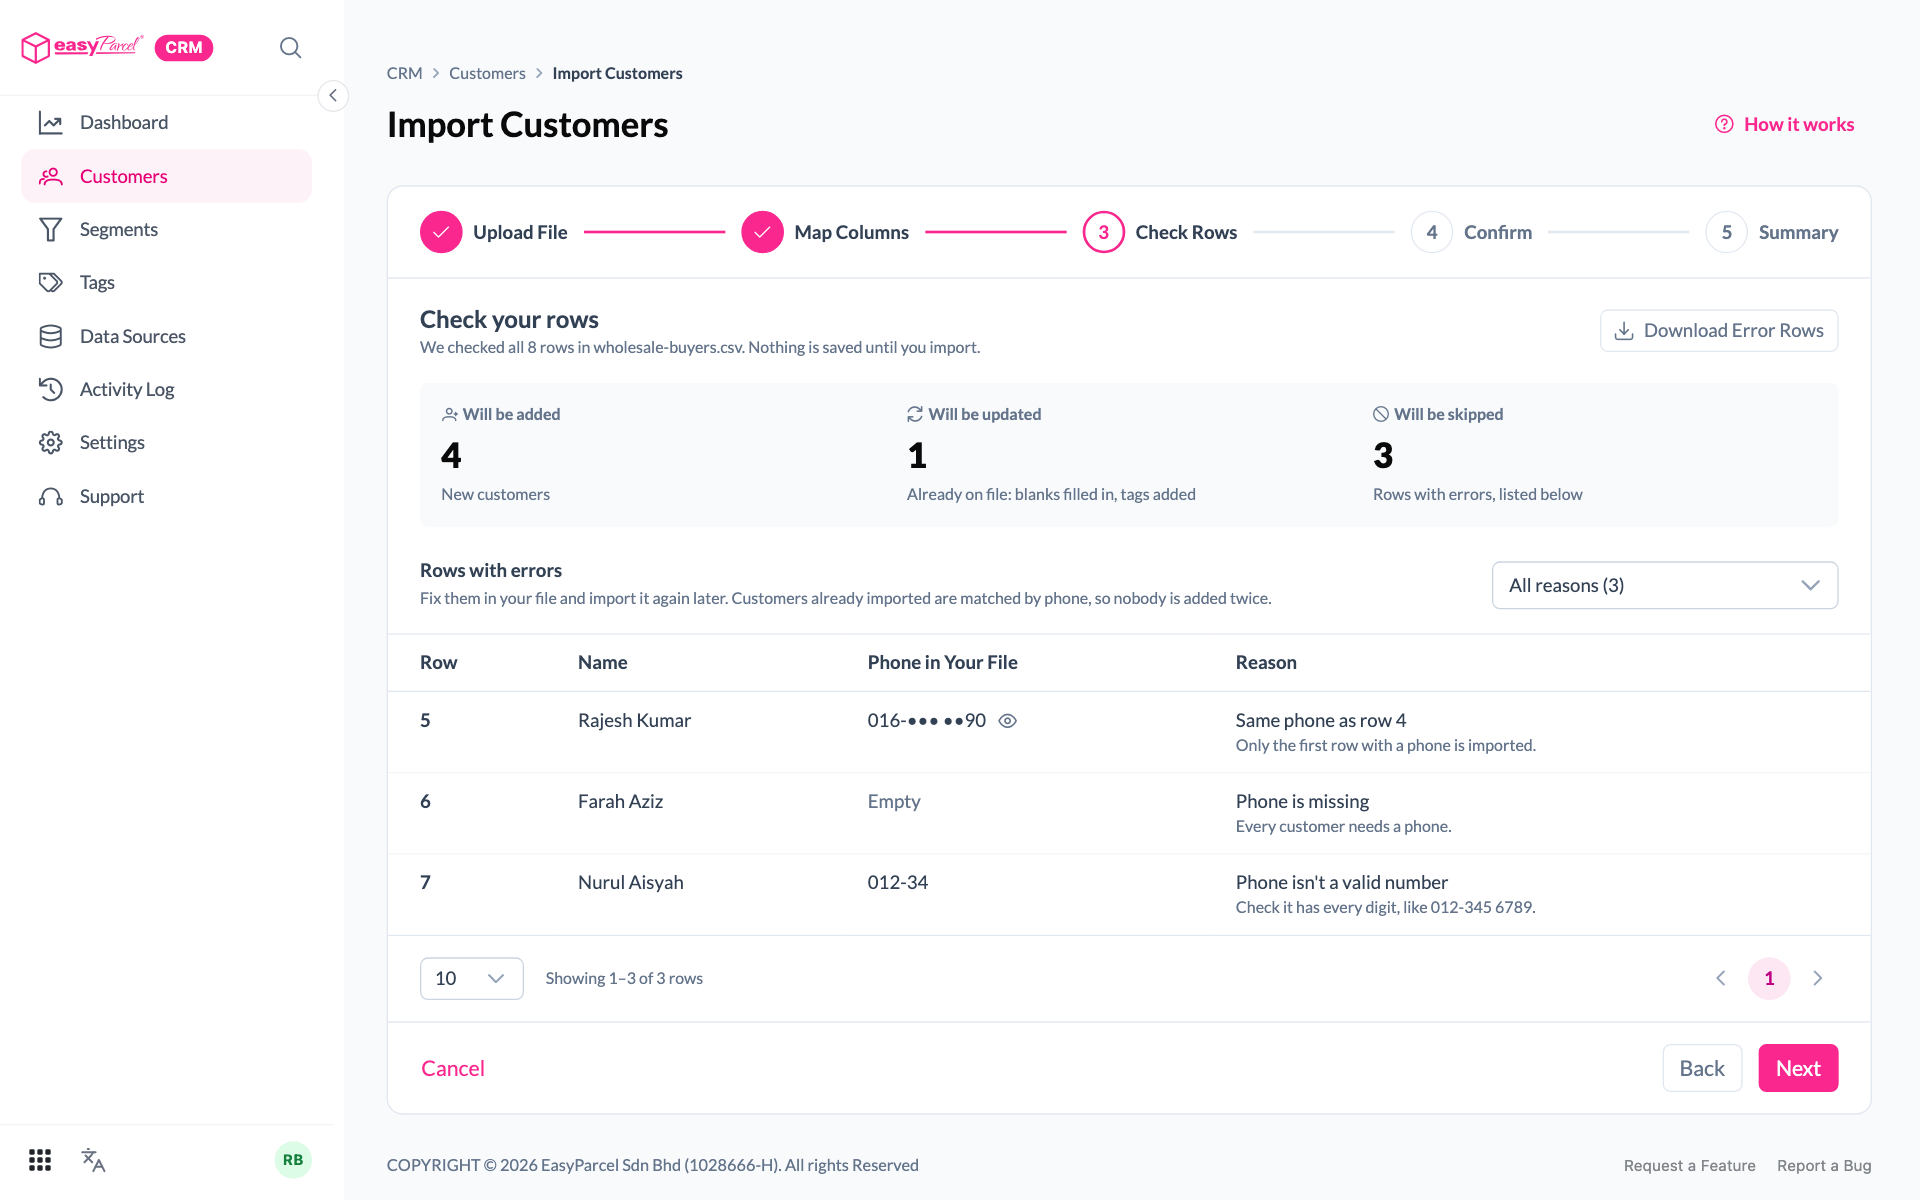 easyParcel CRM
Dashboard
Customers
Segments
Tags
Data Sources
Activity Log
Settings
Support
RB
CRM > Customers > Import Customers
Import Customers
How it works
Upload File
Map Columns
3 Check Rows
4 Confirm
5 Summary
Check your rows
We checked all 8 rows in wholesale-buyers.csv. Nothing is saved until you import.
Download Error Rows
Will be added
4
New customers
Will be updated
1
Already on file: blanks filled in, tags added
Will be skipped
3
Rows with errors, listed below
Rows with errors
Fix them in your file and import it again later. Customers already imported are matched by phone, so nobody is added twice.
All reasons (3)
Row Name Phone in Your File Reason
5 Rajesh Kumar 016-••• ••90 Same phone as row 4
Only the first row with a phone is imported.
6 Farah Aziz Empty Phone is missing
Every customer needs a phone.
7 Nurul Aisyah 012-34 Phone isn't a valid number
Check it has every digit, like 012-345 6789.
10 Showing 1–3 of 3 rows
1
Cancel
Back
Next
COPYRIGHT © 2026 EasyParcel Sdn Bhd (1028666-H). All rights Reserved
Request a Feature Report a Bug